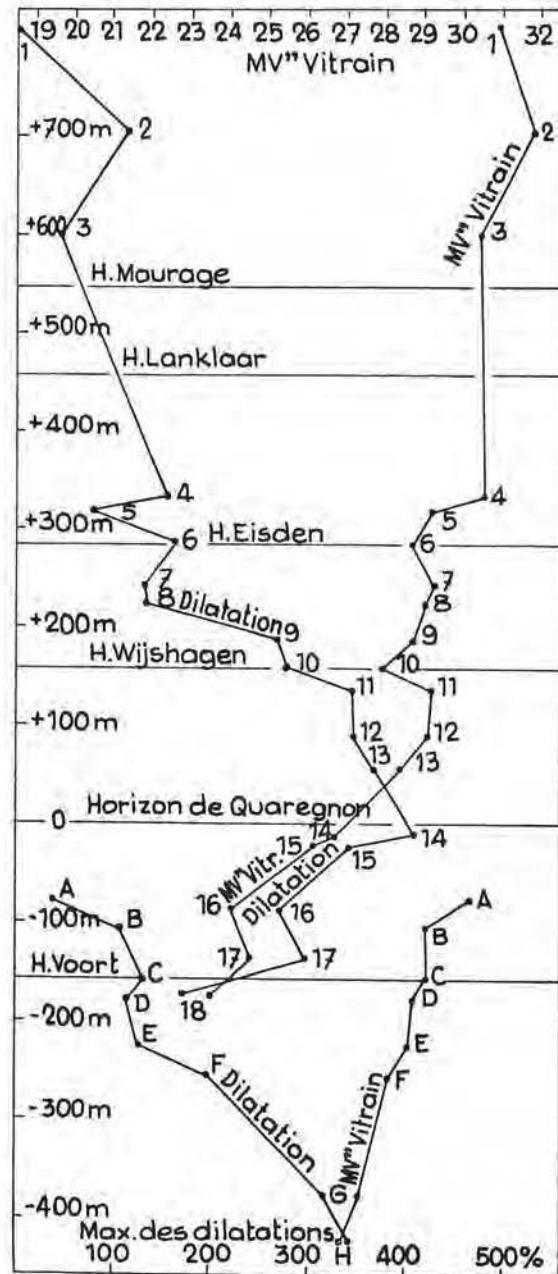 19 20 21 22 23 24 25 26 27 28 29 30 31 32
1 1
MV''' Vitrain
+700m 2 2
MV''' Vitrain
+600 3 3
H.Maurage
+500m
H.Lanklaar
+400m
4 4
5 5
+300m
6 H.Eisden 6
7 7
8 Dilatation 8
+200m 9 9
H.Wijshagen 10 10
11 11
+100m
12 12
13 13
Horizon de Quaregnon
0 14 14
15 15
MV''' Vitr.
Dilatation
16 16
A A
-100m B B
17 17
H.Voort C C
D 18 D
-200m
E E
F Dilatation F
MV''' Vitrain
-300m
G
-400m
Max. des dilatations
H
100 200 300 400 500%